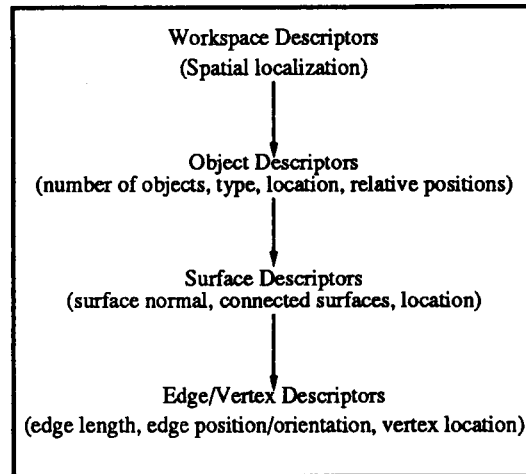 Workspace Descriptors
(Spatial localization)
Object Descriptors
(number of objects, type, location, relative positions)
Surface Descriptors
(surface normal, connected surfaces, location)
Edge/Vertex Descriptors
(edge length, edge position/orientation, vertex location)